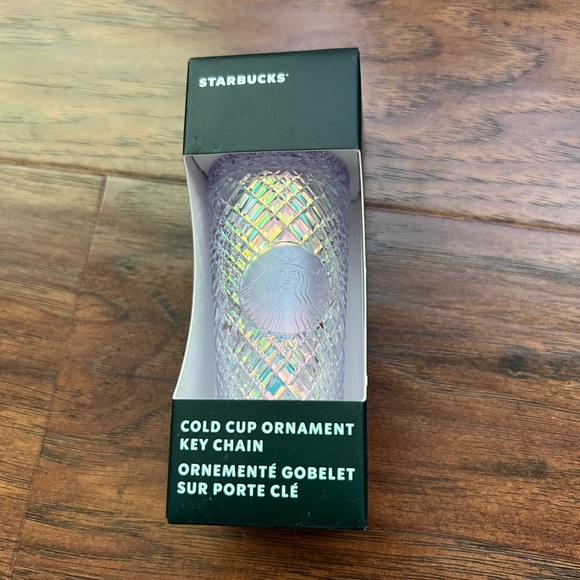 STARBUCKS®
COLD CUP ORNAMENT
KEY CHAIN
ORNEMENTÉ GOBELET
SUR PORTE CLÉ